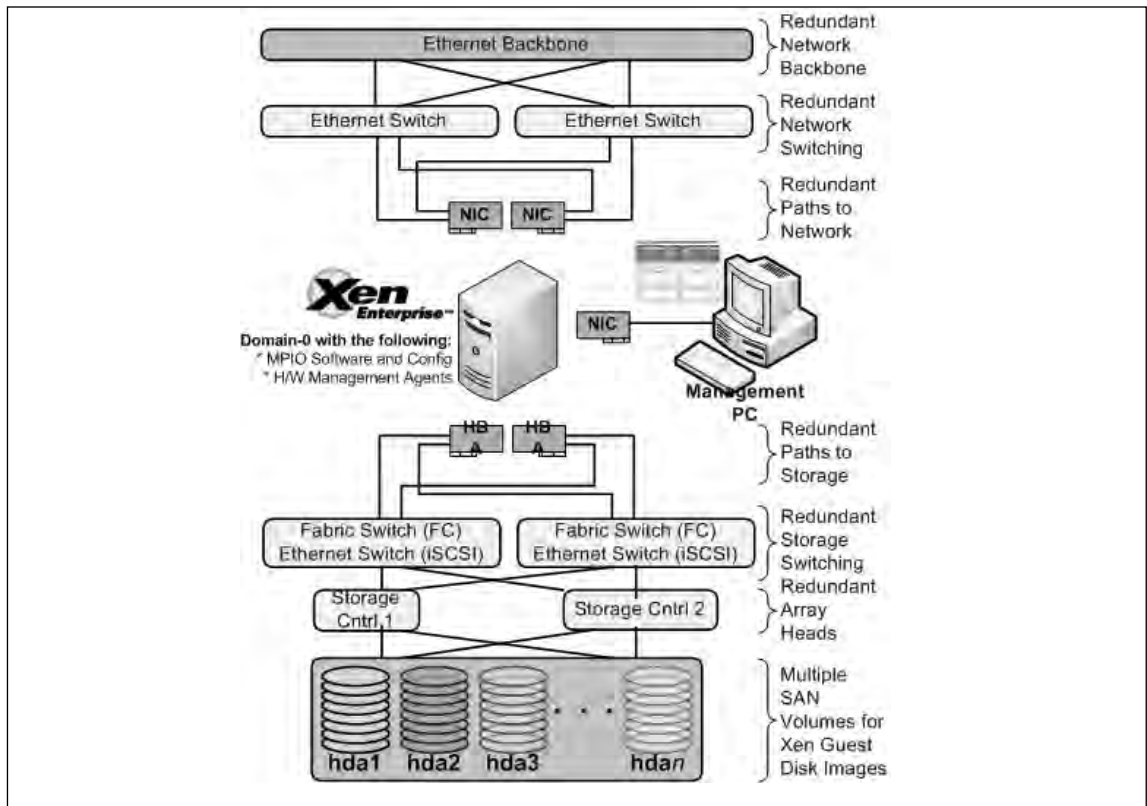 Ethernet Backbone
Redundant
Network
Backbone
Ethernet Switch
Ethernet Switch
Redundant
Network
Switching
NIC
NIC
Redundant
Paths to
Network
Xen
Enterprise™
Domain-0 with the following:
* MPIO Software and Config
* H/W Management Agents
NIC
Management
PC
HB
A
HB
A
Redundant
Paths to
Storage
Fabric Switch (FC)
Ethernet Switch (iSCSI)
Fabric Switch (FC)
Ethernet Switch (iSCSI)
Redundant
Storage
Switching
Storage
Cntrl 1
Storage Cntrl 2
Redundant
Array
Heads
hda1
hda2
hda3
. . .
hdan
Multiple
SAN
Volumes for
Xen Guest
Disk Images